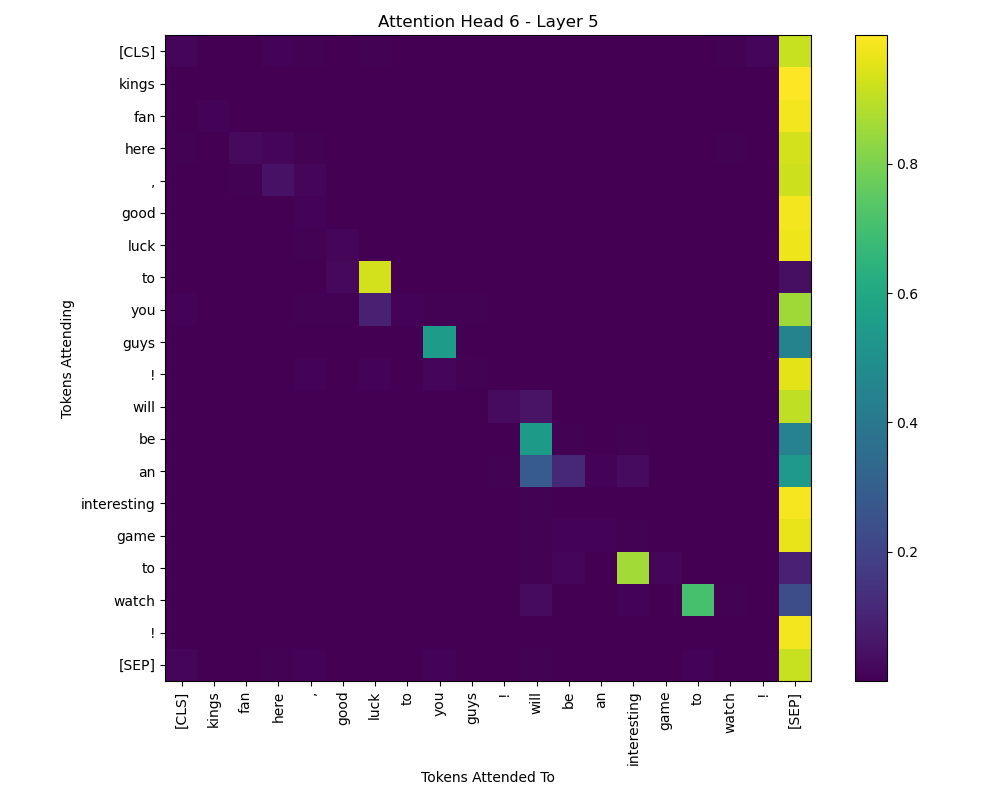 Attention Head 6 - Layer 5
[CLS]
kings
fan
here
,
good
luck
to
you
guys
!
will
be
an
interesting
game
to
watch
!
[SEP]
Tokens Attending
[CLS]
kings
fan
here
,
good
luck
to
you
guys
!
will
be
an
interesting
game
to
watch
!
[SEP]
Tokens Attended To
0.8
0.6
0.4
0.2